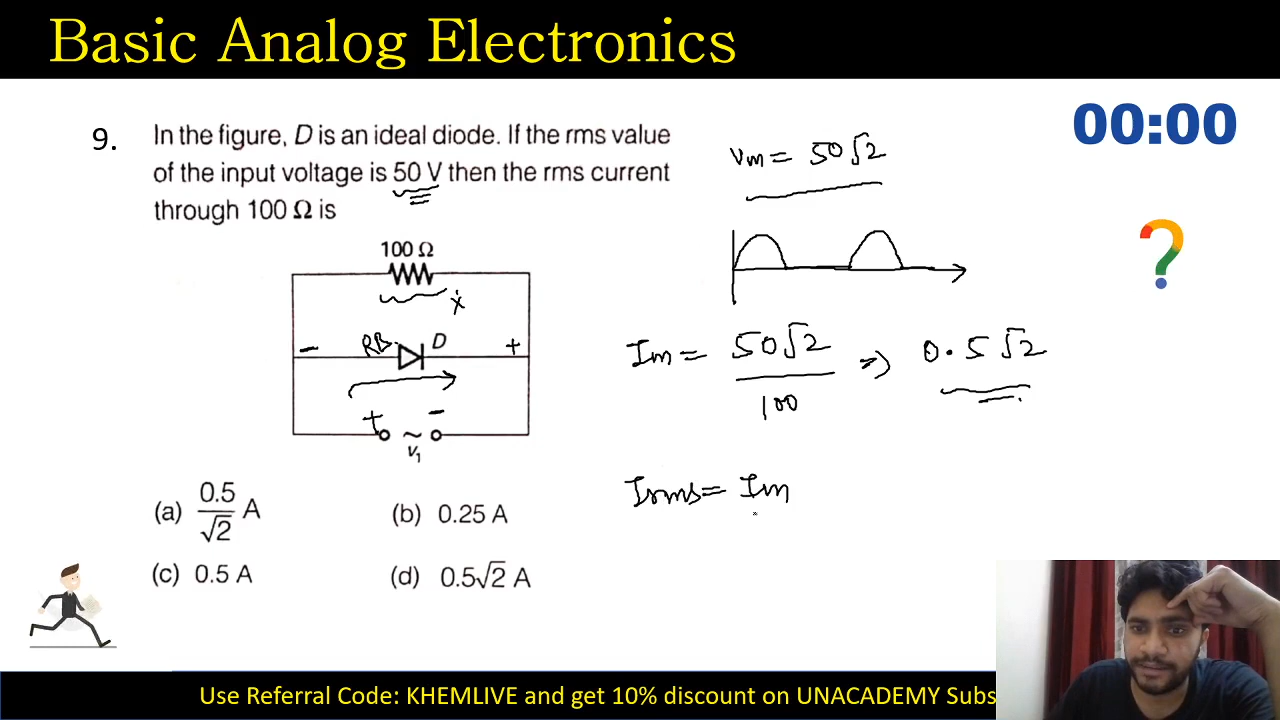 Basic Analog Electronics
00:00
9. In the figure, D is an ideal diode. If the rms value
of the input voltage is 50 V then the rms current
through 100 Ω is
Vm = 50√2
?
100 Ω
x
RB
D
-
+
+
-
~
V₁
Im = 50√2 / 100 => 0.5√2
Irms = Im
(a) 0.5/√2 A
(b) 0.25 A
(c) 0.5 A
(d) 0.5√2 A
Use Referral Code: KHEMLIVE and get 10% discount on UNACADEMY Subs